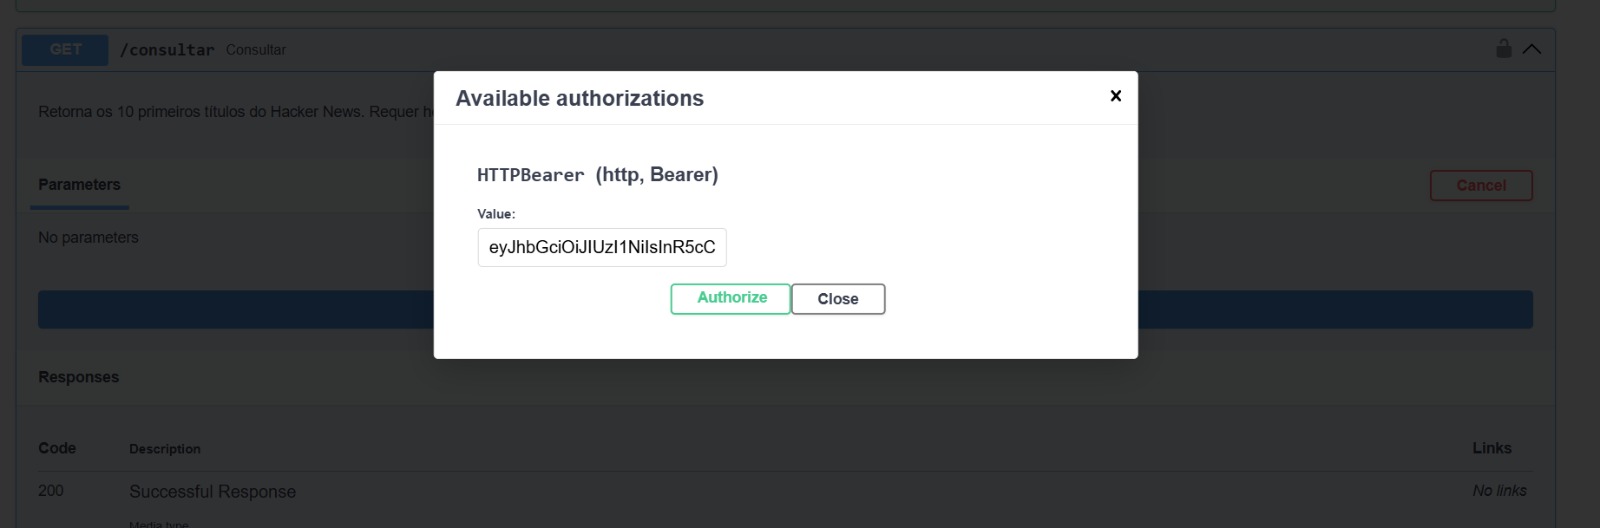 GET /consultar Consultar
Available authorizations
Retorna os 10 primeiros títulos do Hacker News. Requer
HTTPBearer (http, Bearer)
Parameters
Cancel
Value:
No parameters
eyJhbGciOiJIUzI1NiIsInR5cC
Authorize
Close
Responses
Code
Description
Links
200
Successful Response
No links
Media type